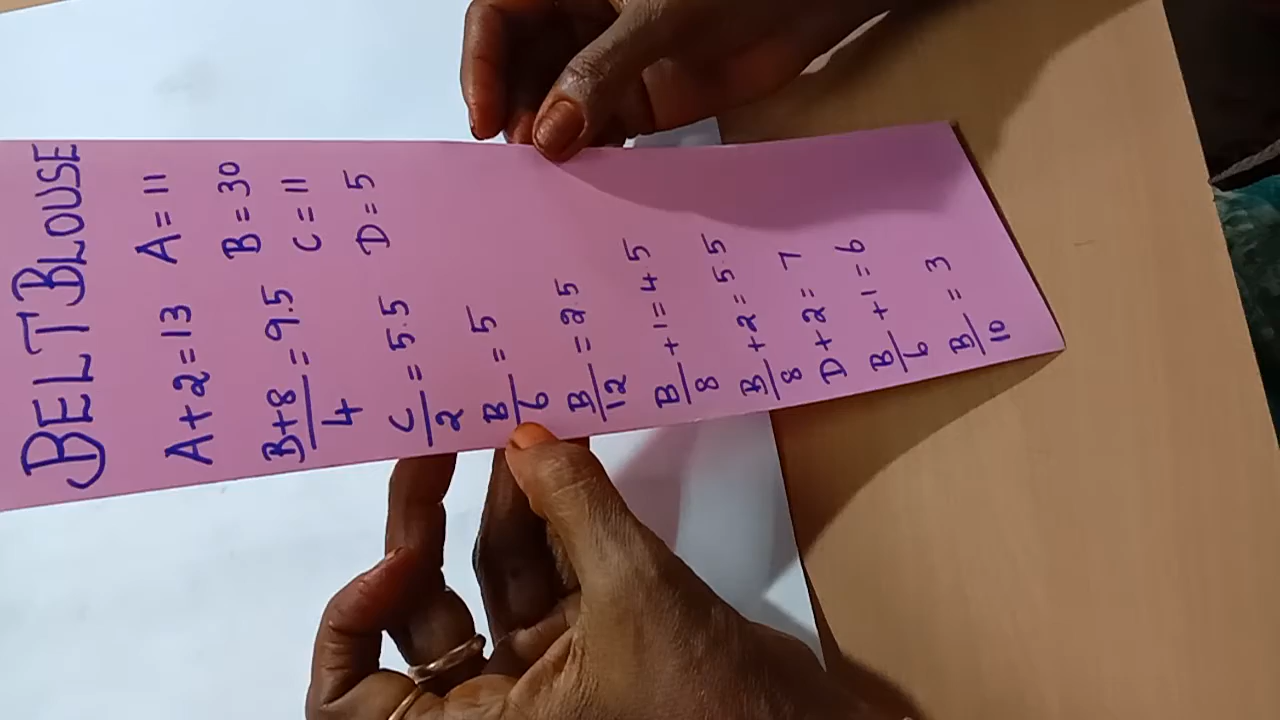 BELT BLOUSE
A+2=13 A=11
B+8/4 = 9.5 B=30
C/2 = 5.5 C=11
B/6 = 5 D=5
B/12 = 2.5
B/8 +1= 4.5
B/8 +2= 5.5
D+2= 7
B/6 +1= 6
B/10 = 3